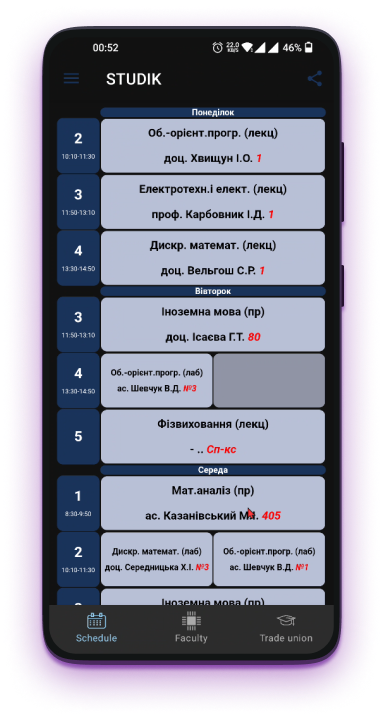 00:52
22.0 KB/S
46%
STUDIK
Понеділок
2
10:10-11:30
Об.-орієнт.прогр. (лекц)
доц. Хвищун І.О. 1
3
11:50-13:10
Електротехн.і елект. (лекц)
проф. Карбовник І.Д. 1
4
13:30-14:50
Дискр. математ. (лекц)
доц. Вельгош С.Р. 1
Вівторок
3
11:50-13:10
Іноземна мова (пр)
доц. Ісаєва Г.Т. 80
4
13:30-14:50
Об.-орієнт.прогр. (лаб)
ас. Шевчук В.Д. №3
5
Фізвиховання (лекц)
- .. Сп-кс
Середа
1
8:30-9:50
Мат.аналіз (пр)
ас. Казанівський 405
2
10:10-11:30
Дискр. математ. (лаб)
доц. Середницька Х.І. №3
Об.-орієнт.прогр. (лаб)
ас. Шевчук В.Д. №1
Іноземна мова (пр)
Schedule
Faculty
Trade union